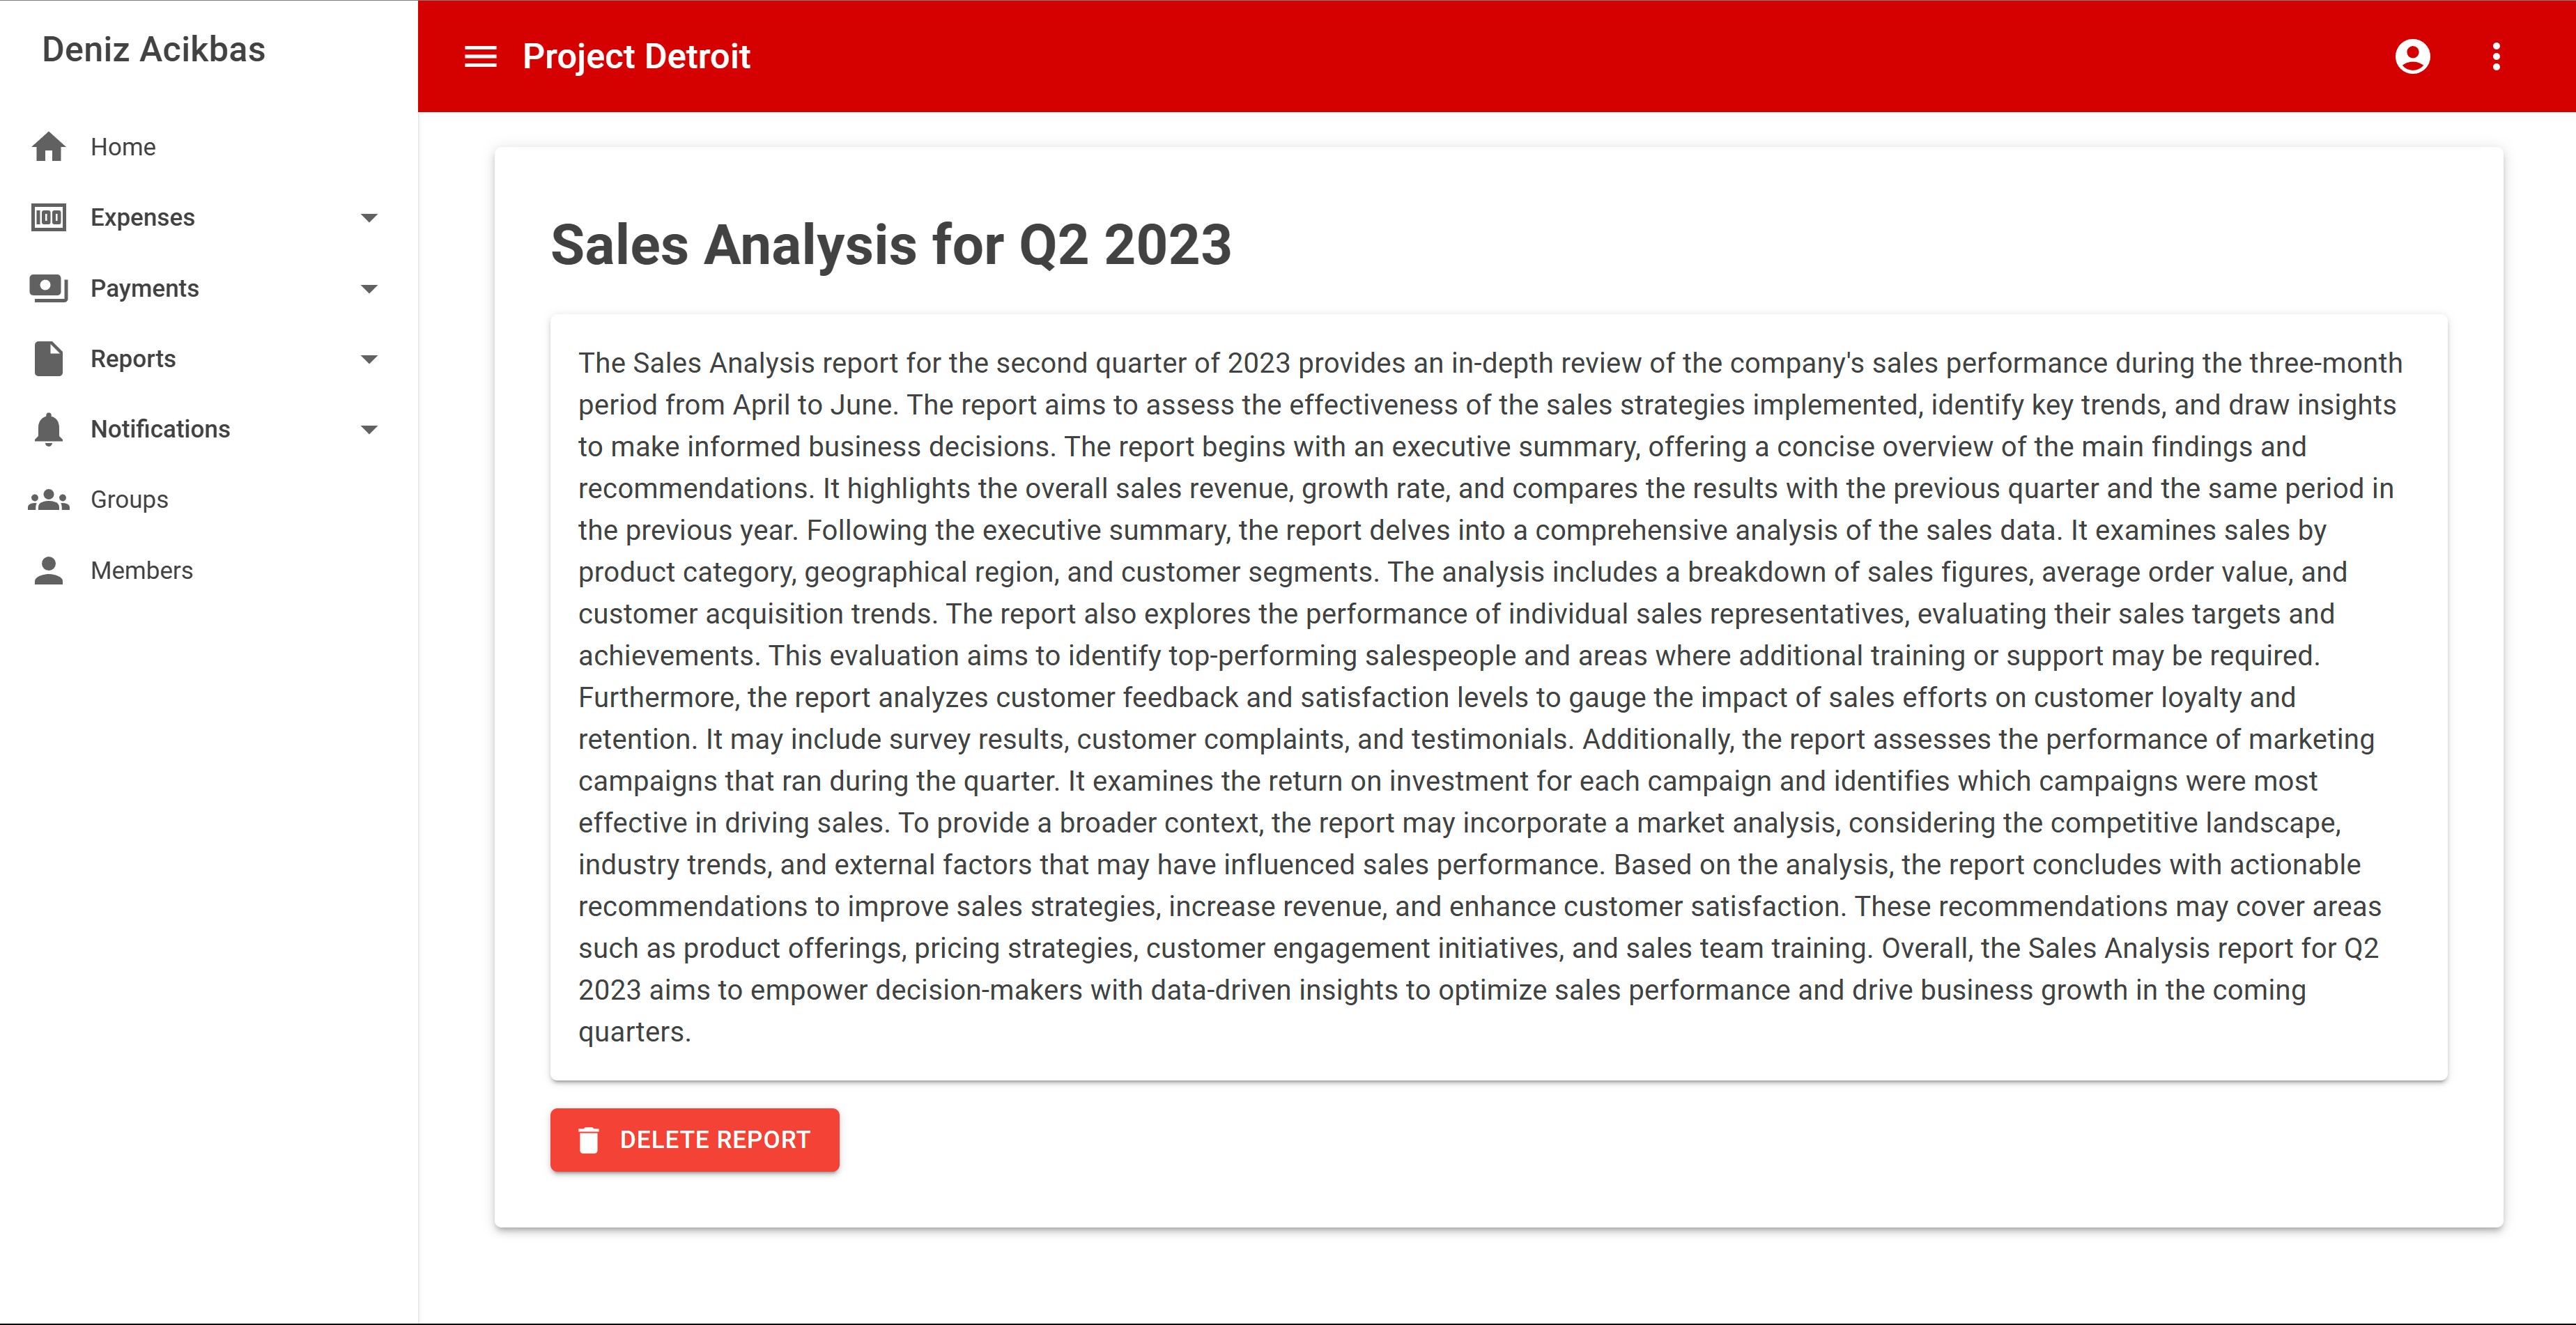 Deniz Acikbas
Home
Expenses
Payments
Reports
Notifications
Groups
Members
Project Detroit
Sales Analysis for Q2 2023
The Sales Analysis report for the second quarter of 2023 provides an in-depth review of the company's sales performance during the three-month
period from April to June. The report aims to assess the effectiveness of the sales strategies implemented, identify key trends, and draw insights
to make informed business decisions. The report begins with an executive summary, offering a concise overview of the main findings and
recommendations. It highlights the overall sales revenue, growth rate, and compares the results with the previous quarter and the same period in
the previous year. Following the executive summary, the report delves into a comprehensive analysis of the sales data. It examines sales by
product category, geographical region, and customer segments. The analysis includes a breakdown of sales figures, average order value, and
customer acquisition trends. The report also explores the performance of individual sales representatives, evaluating their sales targets and
achievements. This evaluation aims to identify top-performing salespeople and areas where additional training or support may be required.
Furthermore, the report analyzes customer feedback and satisfaction levels to gauge the impact of sales efforts on customer loyalty and
retention. It may include survey results, customer complaints, and testimonials. Additionally, the report assesses the performance of marketing
campaigns that ran during the quarter. It examines the return on investment for each campaign and identifies which campaigns were most
effective in driving sales. To provide a broader context, the report may incorporate a market analysis, considering the competitive landscape,
industry trends, and external factors that may have influenced sales performance. Based on the analysis, the report concludes with actionable
recommendations to improve sales strategies, increase revenue, and enhance customer satisfaction. These recommendations may cover areas
such as product offerings, pricing strategies, customer engagement initiatives, and sales team training. Overall, the Sales Analysis report for Q2
2023 aims to empower decision-makers with data-driven insights to optimize sales performance and drive business growth in the coming
quarters.
DELETE REPORT